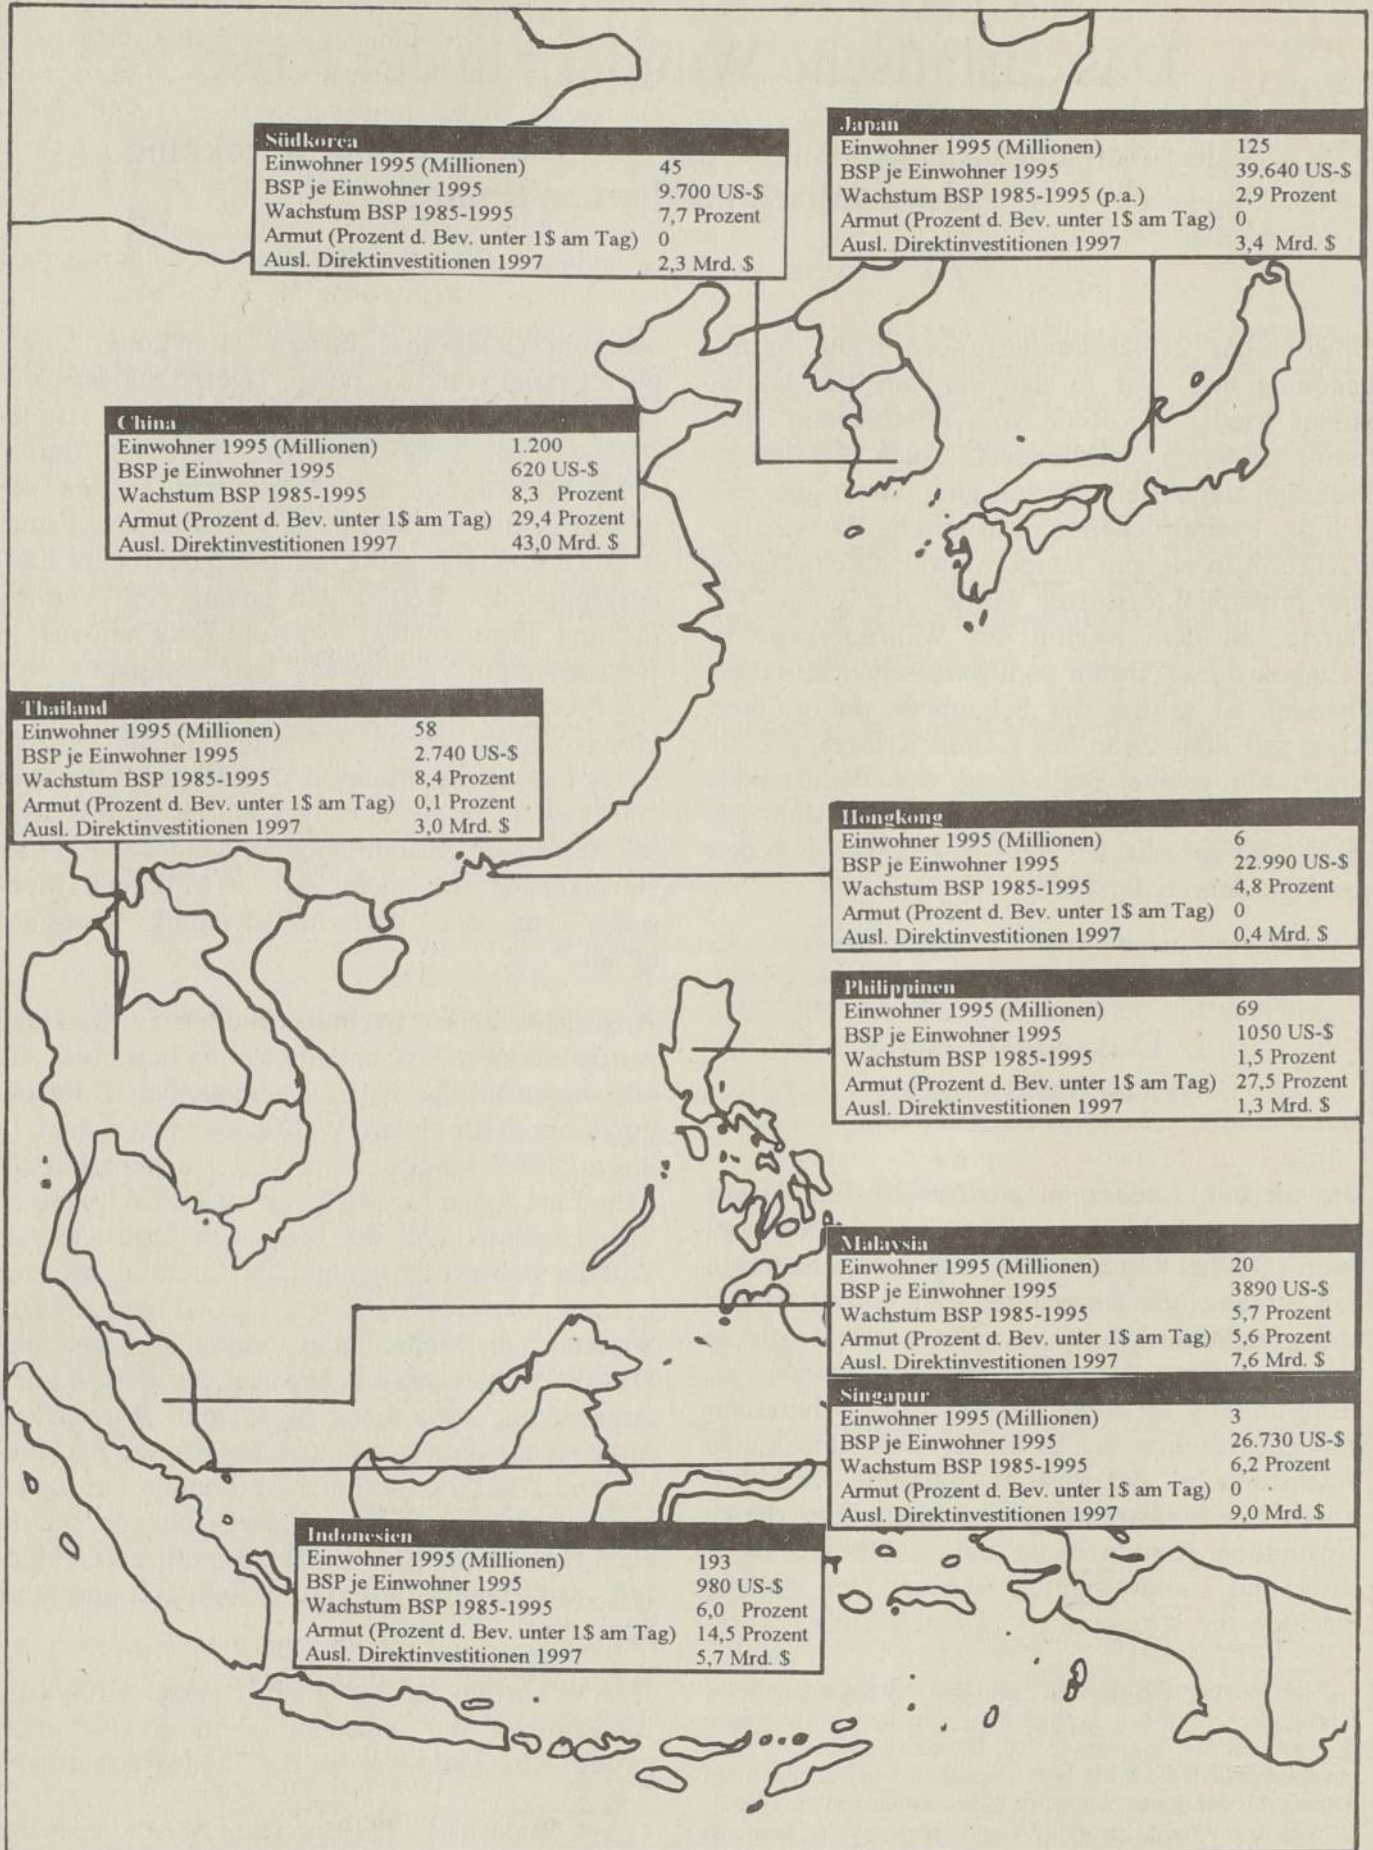 Südkorea
Einwohner 1995 (Millionen) 45
BSP je Einwohner 1995 9.700 US-$
Wachstum BSP 1985-1995 7,7 Prozent
Armut (Prozent d. Bev. unter 1$ am Tag) 0
Ausl. Direktinvestitionen 1997 2,3 Mrd. $
Japan
Einwohner 1995 (Millionen) 125
BSP je Einwohner 1995 39.640 US-$
Wachstum BSP 1985-1995 (p.a.) 2,9 Prozent
Armut (Prozent d. Bev. unter 1$ am Tag) 0
Ausl. Direktinvestitionen 1997 3,4 Mrd. $
China
Einwohner 1995 (Millionen) 1.200
BSP je Einwohner 1995 620 US-$
Wachstum BSP 1985-1995 8,3 Prozent
Armut (Prozent d. Bev. unter 1$ am Tag) 29,4 Prozent
Ausl. Direktinvestitionen 1997 43,0 Mrd. $
Thailand
Einwohner 1995 (Millionen) 58
BSP je Einwohner 1995 2.740 US-$
Wachstum BSP 1985-1995 8,4 Prozent
Armut (Prozent d. Bev. unter 1$ am Tag) 0,1 Prozent
Ausl. Direktinvestitionen 1997 3,0 Mrd. $
Hongkong
Einwohner 1995 (Millionen) 6
BSP je Einwohner 1995 22.990 US-$
Wachstum BSP 1985-1995 4,8 Prozent
Armut (Prozent d. Bev. unter 1$ am Tag) 0
Ausl. Direktinvestitionen 1997 0,4 Mrd. $
Philippinen
Einwohner 1995 (Millionen) 69
BSP je Einwohner 1995 1050 US-$
Wachstum BSP 1985-1995 1,5 Prozent
Armut (Prozent d. Bev. unter 1$ am Tag) 27,5 Prozent
Ausl. Direktinvestitionen 1997 1,3 Mrd. $
Malaysia
Einwohner 1995 (Millionen) 20
BSP je Einwohner 1995 3890 US-$
Wachstum BSP 1985-1995 5,7 Prozent
Armut (Prozent d. Bev. unter 1$ am Tag) 5,6 Prozent
Ausl. Direktinvestitionen 1997 7,6 Mrd. $
Singapur
Einwohner 1995 (Millionen) 3
BSP je Einwohner 1995 26.730 US-$
Wachstum BSP 1985-1995 6,2 Prozent
Armut (Prozent d. Bev. unter 1$ am Tag) 0
Ausl. Direktinvestitionen 1997 9,0 Mrd. $
Indonesien
Einwohner 1995 (Millionen) 193
BSP je Einwohner 1995 980 US-$
Wachstum BSP 1985-1995 6,0 Prozent
Armut (Prozent d. Bev. unter 1$ am Tag) 14,5 Prozent
Ausl. Direktinvestitionen 1997 5,7 Mrd. $